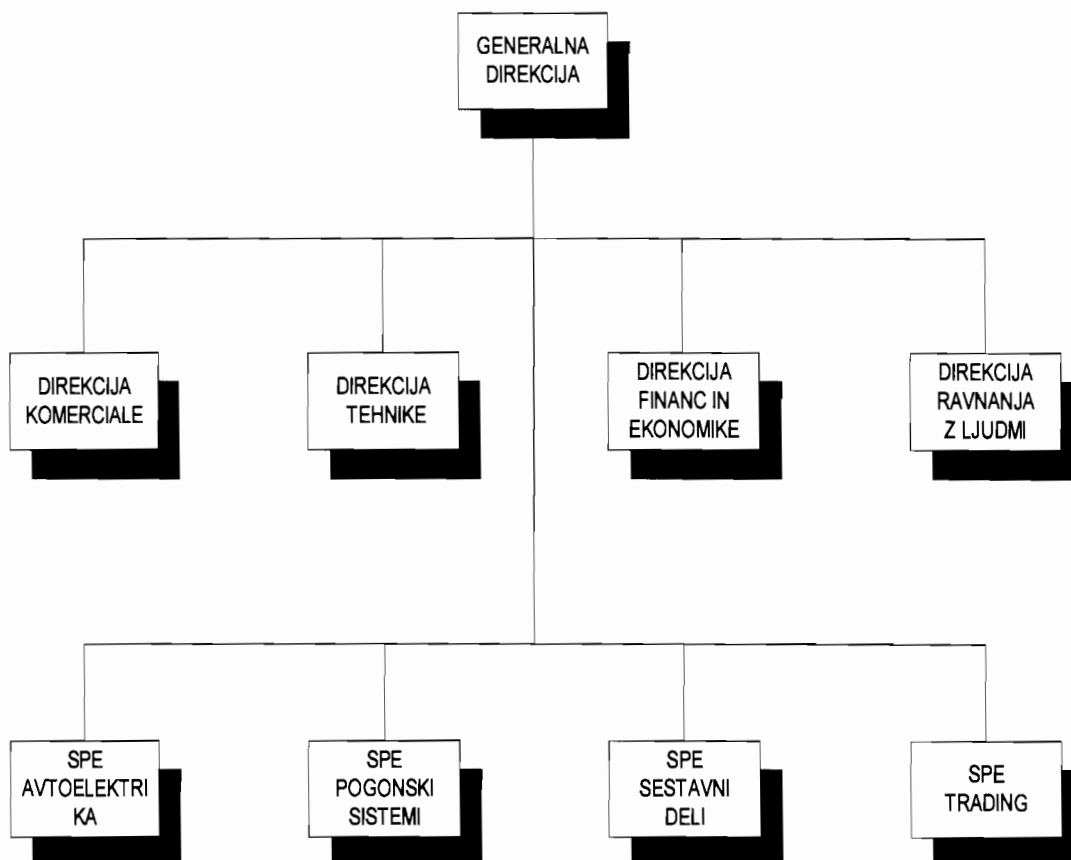 GENERALNA
DIREKCIJA
DIREKCIJA
KOMERCIALE
DIREKCIJA
TEHNIKE
DIREKCIJA
FINANC IN
EKONOMIKE
DIREKCIJA
RAVNANJA
Z LJUDMI
SPE
AVTOELEKTRI
KA
SPE
POGONSKI
SISTEMI
SPE
SESTAVNI
DELI
SPE
TRADING